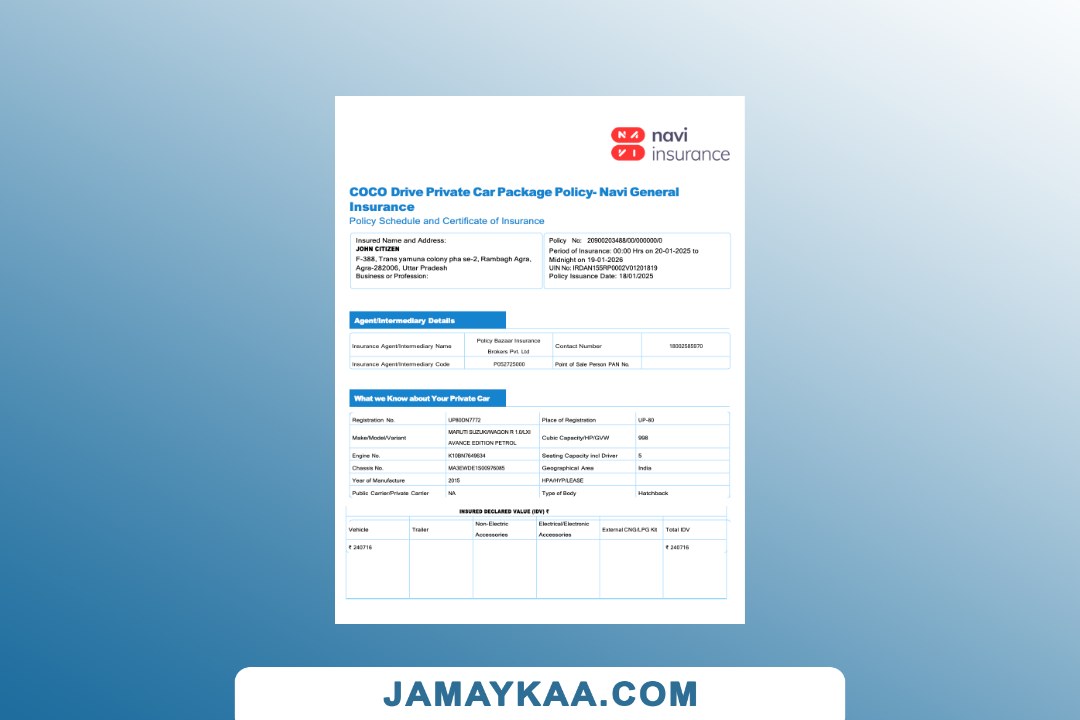 NAVI
navi
insurance
COCO Drive Private Car Package Policy- Navi General
Insurance
Policy Schedule and Certificate of Insurance
Insured Name and Address:
JOHN CITIZEN
F-388, Trans yamuna colony pha se-2, Rambagh Agra,
Agra-282006, Uttar Pradesh
Business or Profession:
Policy No: 20900203488/00/000000/0
Period of Insurance: 00:00 Hrs on 20-01-2025 to
Midnight on 19-01-2026
UIN No: IRDAN155RP0002V01201819
Policy Issuance Date: 18/01/2025
Agent/Intermediary Details
Insurance Agent/Intermediary Name Policy Bazaar Insurance Brokers Pvt. Ltd Contact Number 18002585970
Insurance Agent/Intermediary Code P052725000 Point of Sale Person PAN No.
What we Know about Your Private Car
Registration No. UP80DN7772 Place of Registration UP-80
Make/Model/Variant MARUTI SUZUKI/WAGON R 1.0/LXI AVANCE EDITION PETROL Cubic Capacity/HP/GVW 998
Engine No. K10BN7649634 Seating Capacity incl Driver 5
Chassis No. MA3EWDE1S00976085 Geographical Area India
Year of Manufacture 2015 HPA/HYP/LEASE
Public Carrier/Private Carrier NA Type of Body Hatchback
INSURED DECLARED VALUE (IDV) ₹
Vehicle Trailer Non-Electric Accessories Electrical/Electronic Accessories External CNG/LPG Kit Total IDV
₹ 240716 ₹ 240716
JAMAYKAA.COM